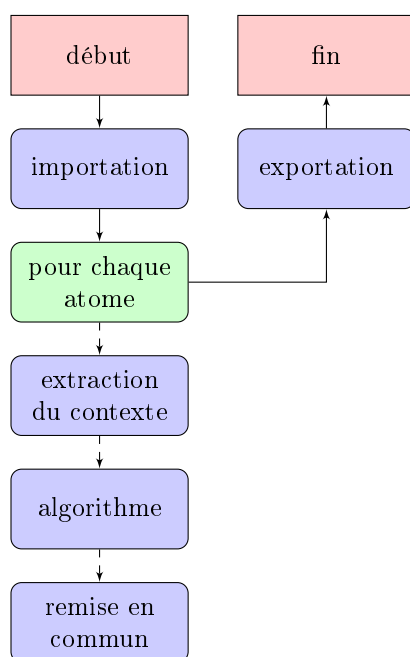 début
fin
importation
exportation
pour chaque
atome
extraction
du contexte
algorithme
remise en
commun